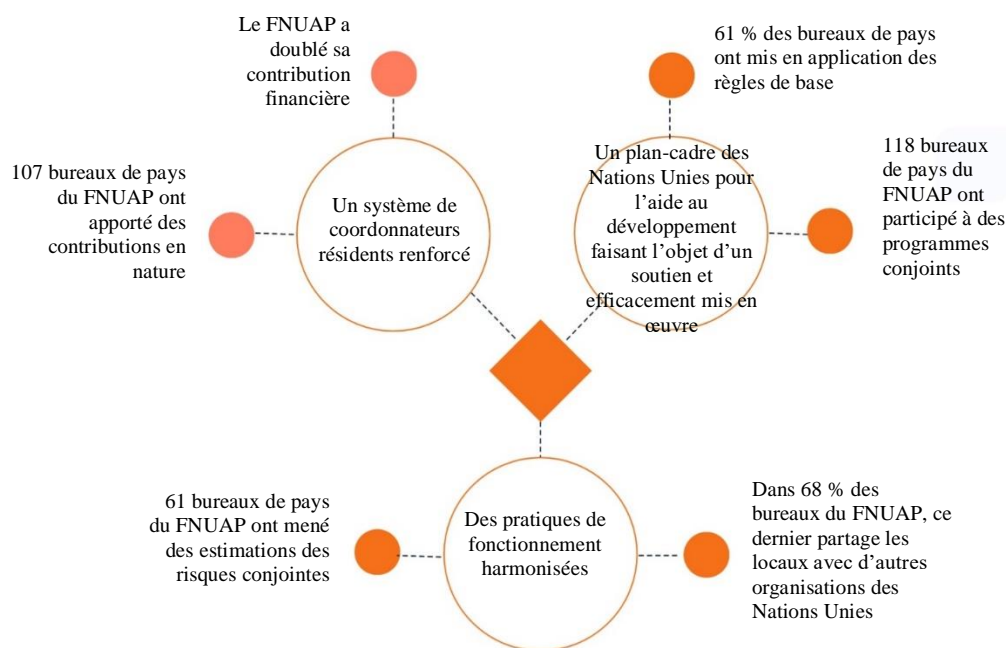 Le FNUAP a
doublé sa
contribution
financière
107 bureaux de pays
du FNUAP ont
apporté des
contributions en
nature
Un système de
coordonnateurs
résidents renforcé
61 % des bureaux de pays
ont mis en application des
règles de base
Un plan-cadre des
Nations Unies pour
l’aide au
développement
faisant l’objet d’un
soutien et
efficacement mis en
œuvre
118 bureaux
de pays du
FNUAP ont
participé à des
programmes
conjoints
61 bureaux de pays
du FNUAP ont mené
des estimations des
risques conjointes
Des pratiques de
fonctionnement
harmonisées
Dans 68 % des
bureaux du FNUAP, ce
dernier partage les
locaux avec d’autres
organisations des
Nations Unies